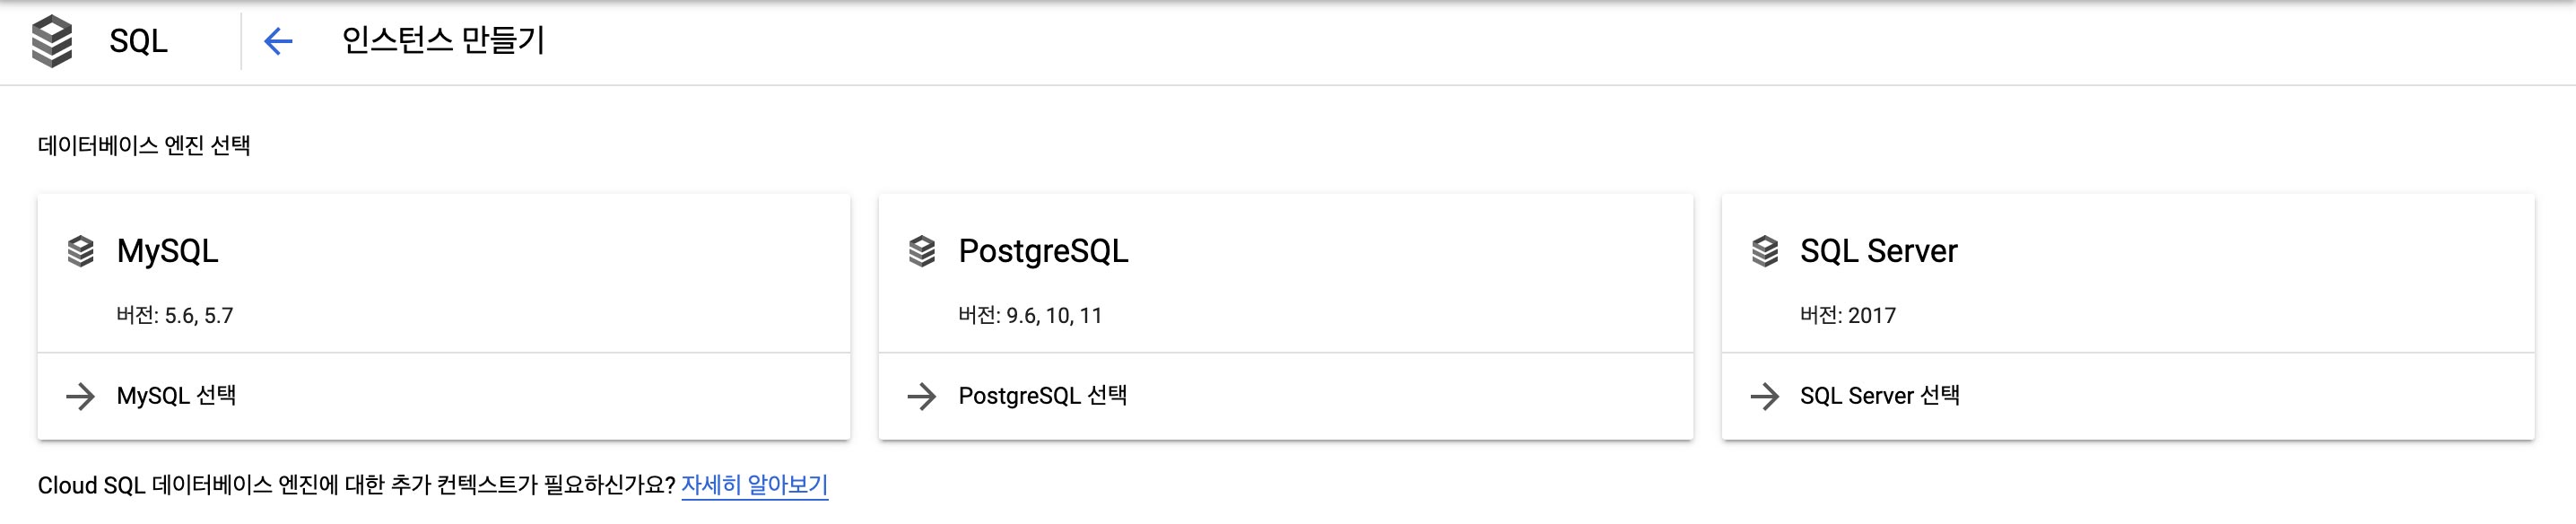 SQL
인스턴스 만들기
데이터베이스 엔진 선택
MySQL
버전: 5.6, 5.7
MySQL 선택
PostgreSQL
버전: 9.6, 10, 11
PostgreSQL 선택
SQL Server
버전: 2017
SQL Server 선택
Cloud SQL 데이터베이스 엔진에 대한 추가 컨텍스트가 필요하신가요? 자세히 알아보기